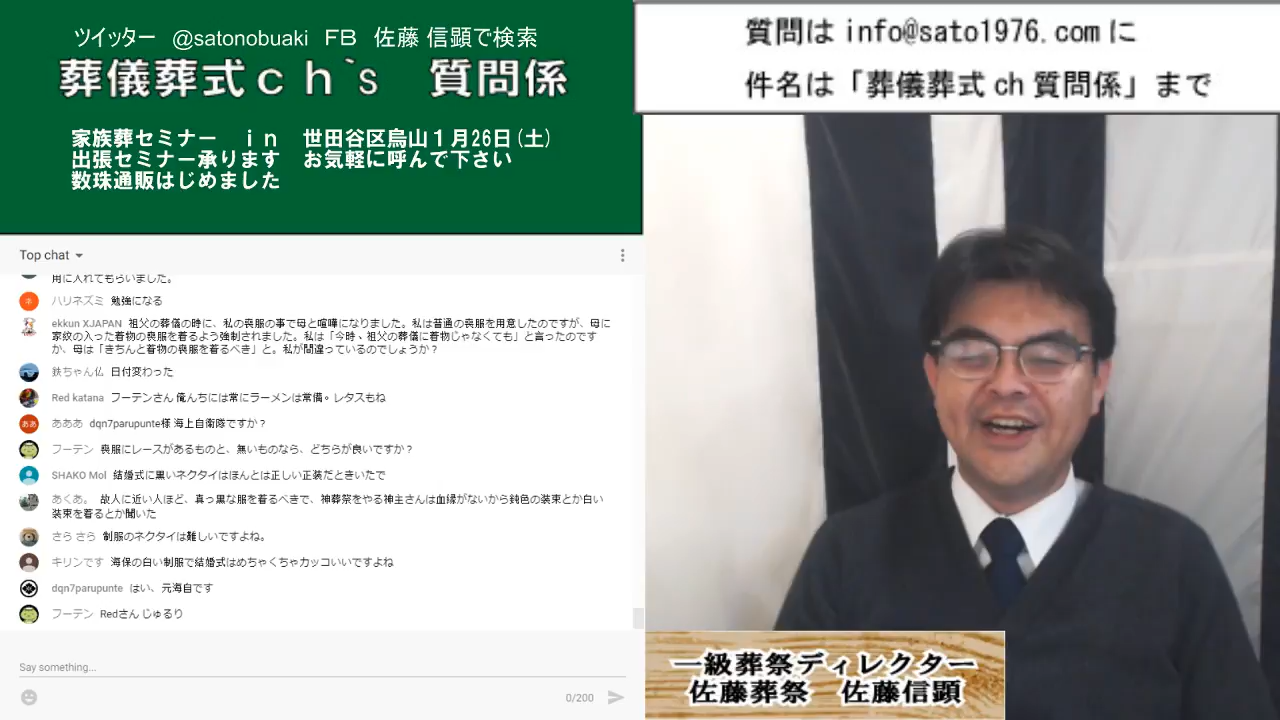 ツイッター　@satonobuaki　FB　佐藤 信顕で検索
葬儀葬式ｃｈ`s　質問係
家族葬セミナー　ｉｎ　世田谷区烏山１月26日(土)
出張セミナー承ります　お気軽に呼んで下さい
数珠通販はじめました
質問は info@sato1976.com に
件名は「葬儀葬式 ch 質問係」まで
Top chat
用に入れてもらいました。
ハリネズミ 勉強になる
ekkun XJAPAN 祖父の葬儀の時に、私の喪服の事で母と喧嘩になりました。私は普通の喪服を用意したのですが、母に
家紋の入った着物の喪服を着るよう強制されました。私は「今時、祖父の葬儀に着物じゃなくても」と言ったのです
が、母は「きちんと着物の喪服を着るべき」と。私が間違っているのでしょうか？
鉄ちゃん仏 日付変わった
Red katana フーテンさん 俺んちには常にラーメンは常備。レタスもね
あああ dqn7parupunte様 海上自衛隊ですか？
フーテン 喪服にレースがあるものと、無いものなら、どちらが良いですか？
SHAKO Mol 結婚式に黒いネクタイはほんとは正しい正装だときいたで
あくあ。 故人に近い人ほど、真っ黒な服を着るべきで、神葬祭をやる神主さんは血縁がないから鈍色の装束とか白い
装束を着るとか聞いた
さら さら 制服のネクタイは難しいですよね。
キリンです 海保の白い制服で結婚式はめちゃくちゃカッコいいですよね
dqn7parupunte はい、元海自です
フーテン Redさん じゅるり
Say something...
0/200
一級葬祭ディレクター
佐藤葬祭　佐藤信顕